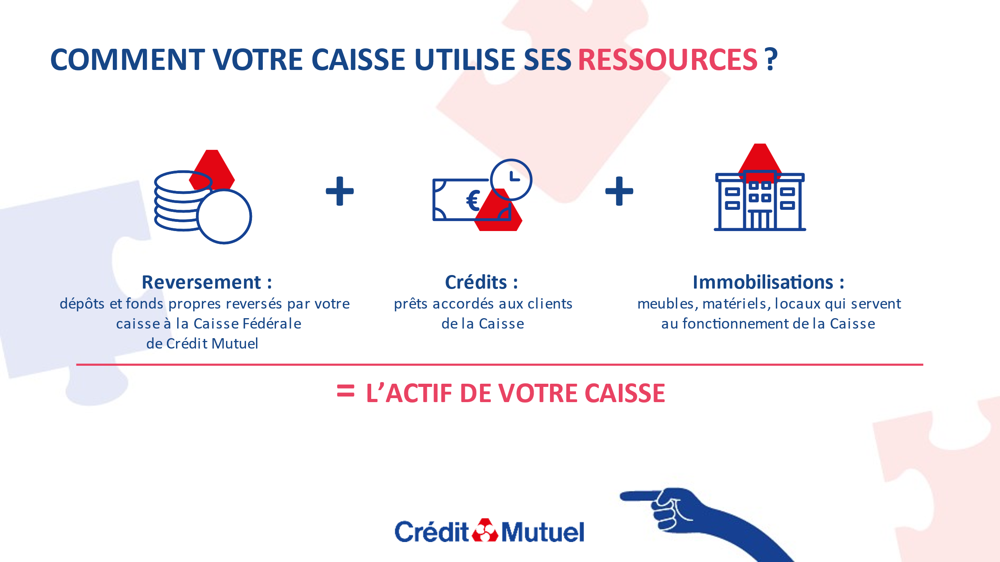 COMMENT VOTRE CAISSE UTILISE SES RESSOURCES ?
+
€
+
Reversement :
dépôts et fonds propres reversés par votre
caisse à la Caisse Fédérale
de Crédit Mutuel
Crédits :
prêts accordés aux clients
de la Caisse
Immobilisations :
meubles, matériels, locaux qui servent
au fonctionnement de la Caisse
= L’ACTIF DE VOTRE CAISSE
Crédit Mutuel